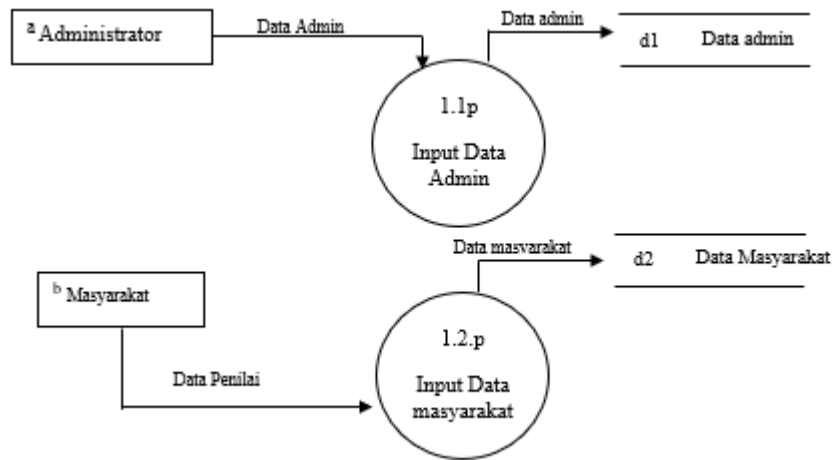 a Administrator
Data Admin
Data admin
d1 Data admin
1.1p
Input Data
Admin
Data masyarakat
d2 Data Masyarakat
b Masyarakat
1.2.p
Input Data
masyarakat
Data Penilai